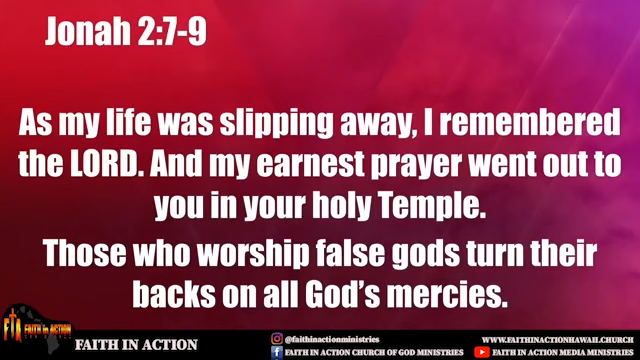 Jonah 2:7-9
As my life was slipping away, I remembered
the LORD. And my earnest prayer went out to
you in your holy Temple.
Those who worship false gods turn their
backs on all God's mercies.
FIA FAITH in ACTION
FAITH IN ACTION
@faithinactionministries
FAITH IN ACTION CHURCH OF GOD MINISTRIES
WWW.FAITHINACTIONHAWAII.CHURCH
FAITH IN ACTION MEDIA MINISTRIES